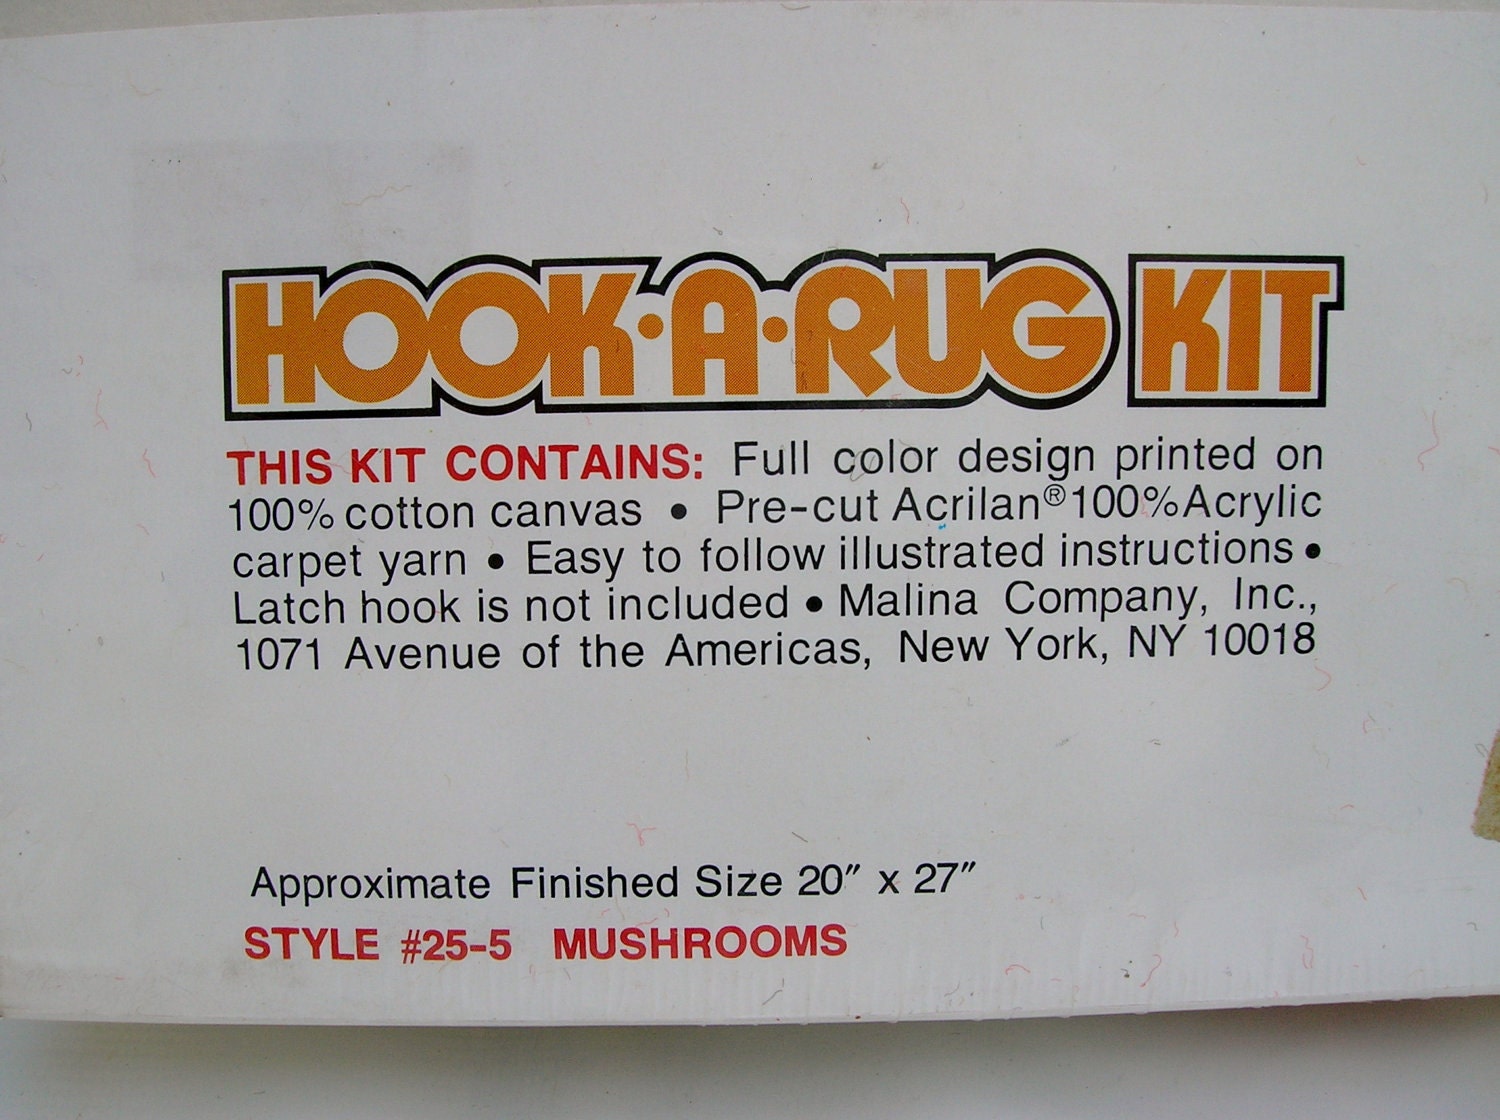 HOOK•A•RUG KIT
THIS KIT CONTAINS: Full color design printed on
100% cotton canvas • Pre-cut Acrilan® 100% Acrylic
carpet yarn • Easy to follow illustrated instructions •
Latch hook is not included • Malina Company, Inc.,
1071 Avenue of the Americas, New York, NY 10018
Approximate Finished Size 20″ x 27″
STYLE #25-5 MUSHROOMS